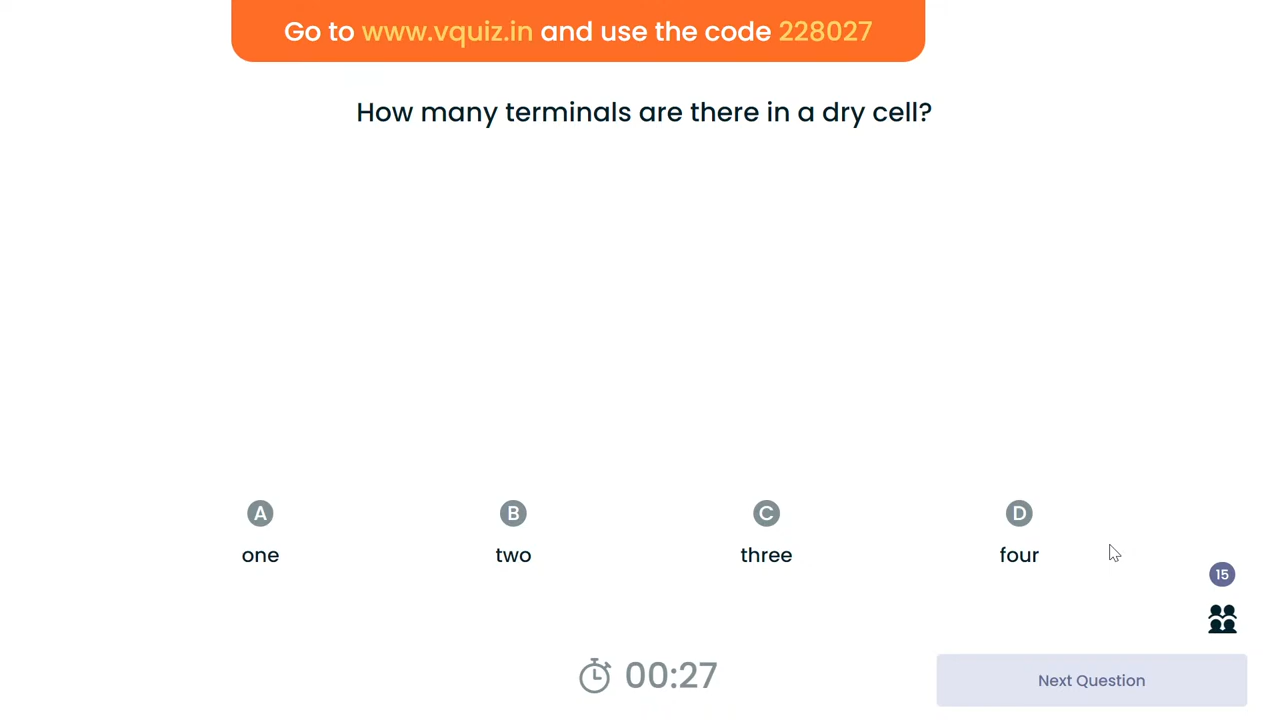 Go to www.vquiz.in and use the code 228027
How many terminals are there in a dry cell?
A
one
B
two
C
three
D
four
15
00:27
Next Question